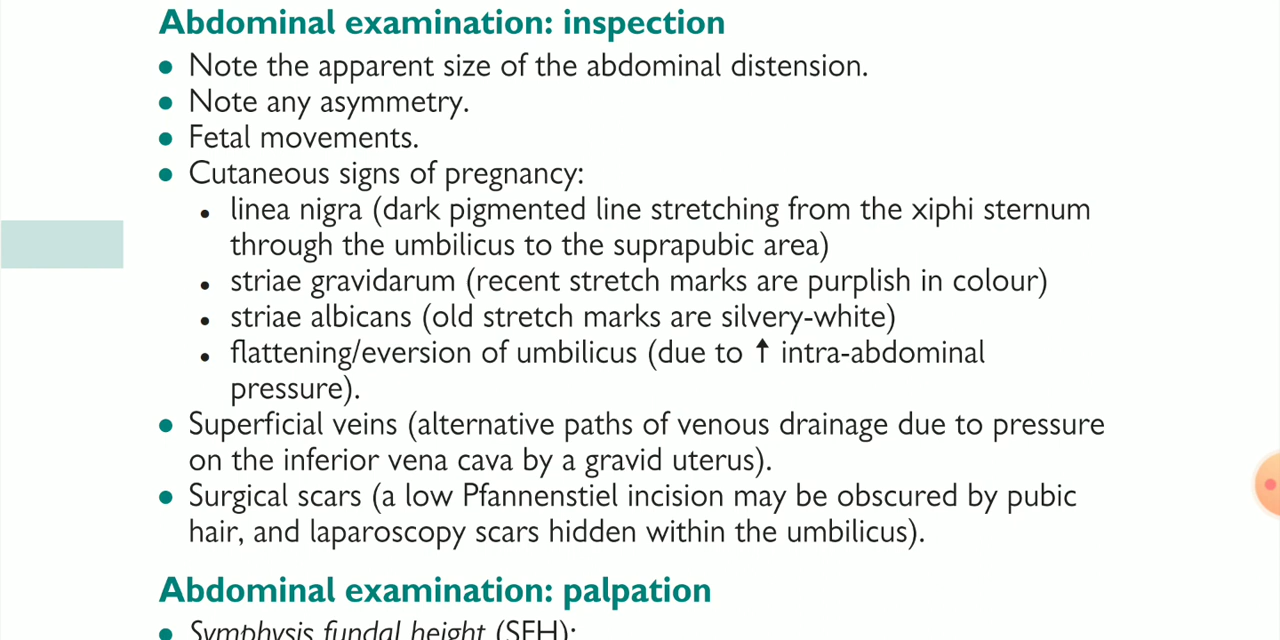 Abdominal examination: inspection
● Note the apparent size of the abdominal distension.
● Note any asymmetry.
● Fetal movements.
● Cutaneous signs of pregnancy:
• linea nigra (dark pigmented line stretching from the xiphi sternum
through the umbilicus to the suprapubic area)
• striae gravidarum (recent stretch marks are purplish in colour)
• striae albicans (old stretch marks are silvery-white)
• flattening/eversion of umbilicus (due to ↑ intra-abdominal
pressure).
● Superficial veins (alternative paths of venous drainage due to pressure
on the inferior vena cava by a gravid uterus).
● Surgical scars (a low Pfannenstiel incision may be obscured by pubic
hair, and laparoscopy scars hidden within the umbilicus).
Abdominal examination: palpation
● Symphysis fundal height (SFH):